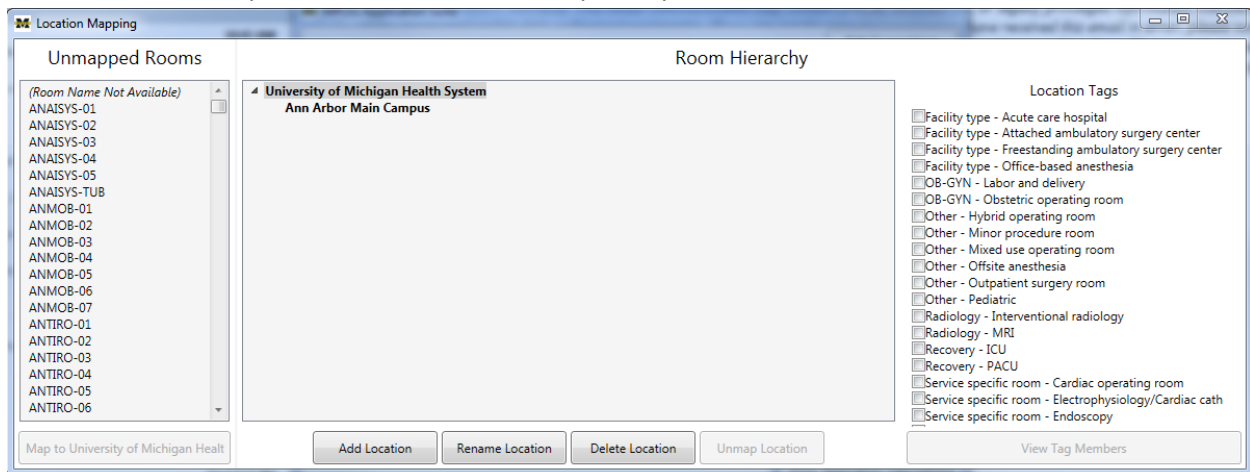 Location Mapping
Unmapped Rooms
(Room Name Not Available)
ANAISYS-01
ANAISYS-02
ANAISYS-03
ANAISYS-04
ANAISYS-05
ANAISYS-TUB
ANMOB-01
ANMOB-02
ANMOB-03
ANMOB-04
ANMOB-05
ANMOB-06
ANMOB-07
ANTIRO-01
ANTIRO-02
ANTIRO-03
ANTIRO-04
ANTIRO-05
ANTIRO-06
Map to University of Michigan Healt
Room Hierarchy
University of Michigan Health System
Ann Arbor Main Campus
Add Location
Rename Location
Delete Location
Unmap Location
Location Tags
Facility type - Acute care hospital
Facility type - Attached ambulatory surgery center
Facility type - Freestanding ambulatory surgery center
Facility type - Office-based anesthesia
OB-GYN - Labor and delivery
OB-GYN - Obstetric operating room
Other - Hybrid operating room
Other - Minor procedure room
Other - Mixed use operating room
Other - Offsite anesthesia
Other - Outpatient surgery room
Other - Pediatric
Radiology - Interventional radiology
Radiology - MRI
Recovery - ICU
Recovery - PACU
Service specific room - Cardiac operating room
Service specific room - Electrophysiology/Cardiac cath
Service specific room - Endoscopy
View Tag Members